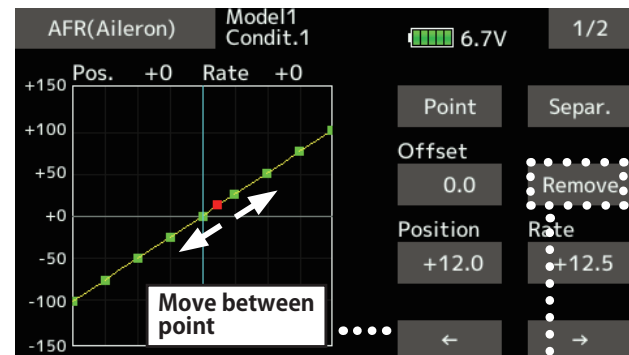 AFR(Aileron)
Model1
Condit.1
6.7V
1/2
Pos. +0 Rate +0
+150
+100
+50
+0
-50
-100
-150
Point
Separ.
Offset
0.0
Remove
Position
Rate
+12.0
+12.5
Move between
point
←
→